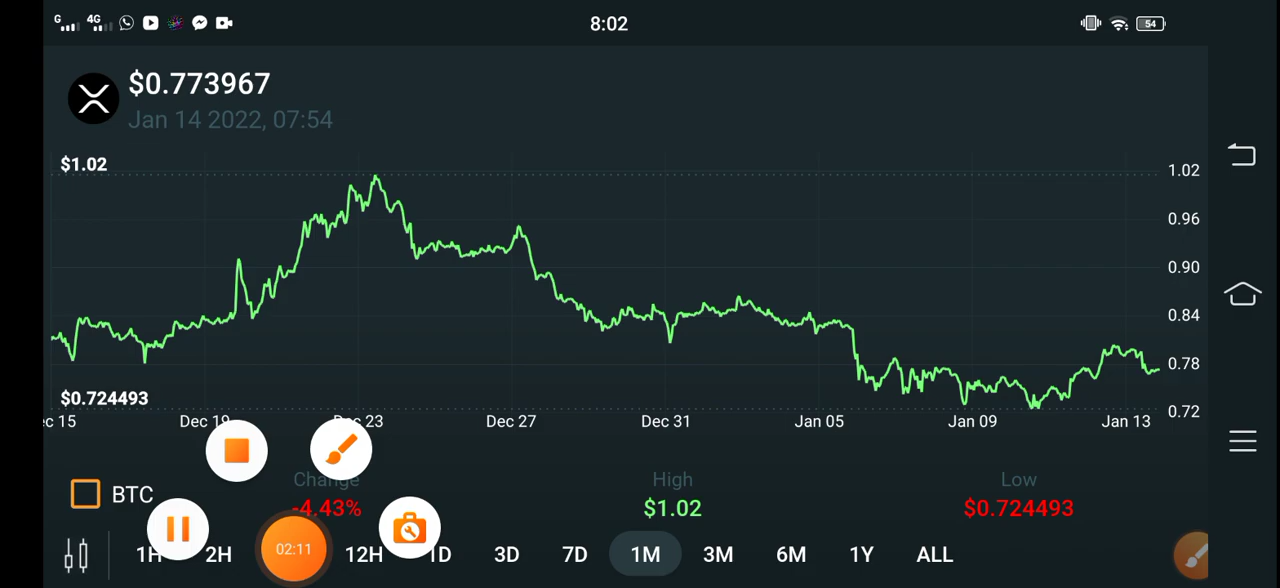 G 4G 8:02 54
$0.773967
Jan 14 2022, 07:54
$1.02 1.02
0.96
0.90
0.84
0.78
$0.724493 0.72
Dec 19 Dec 27 Dec 31 Jan 05 Jan 09 Jan 13
Change High Low
BTC -4.43% $1.02 $0.724493
2H 02:11 12H 3D 7D 1M 3M 6M 1Y ALL